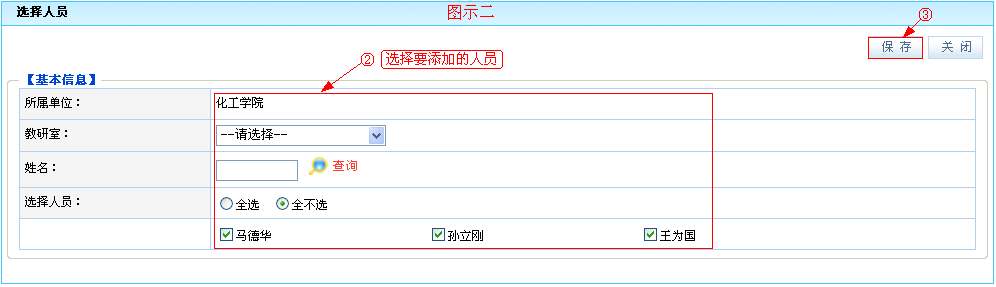 选择人员
图示二
③
保 存 关 闭
② 选择要添加的人员
【基本信息】
所属单位： 化工学院
教研室： --请选择--
姓名： 查询
选择人员： 全选 全不选
马德华 孙立刚 王为国